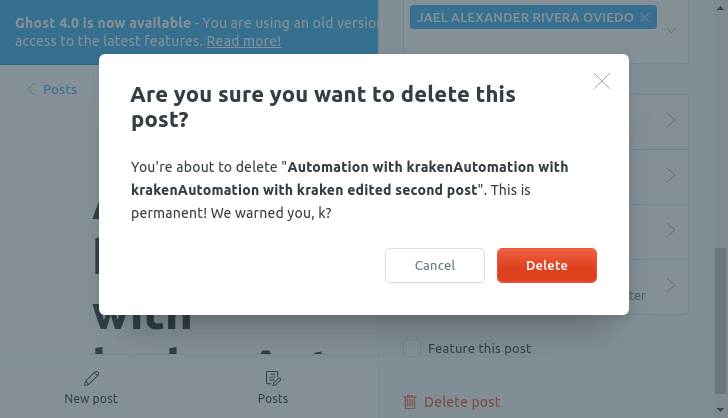 Ghost 4.0 is now available - You are using an old version
access to the latest features. Read more!
JAEL ALEXANDER RIVERA OVIEDO
Posts
Are you sure you want to delete this
post?
You're about to delete "Automation with krakenAutomation with
krakenAutomation with kraken edited second post". This is
permanent! We warned you, k?
Cancel
Delete
with
Feature this post
New post
Posts
Delete post